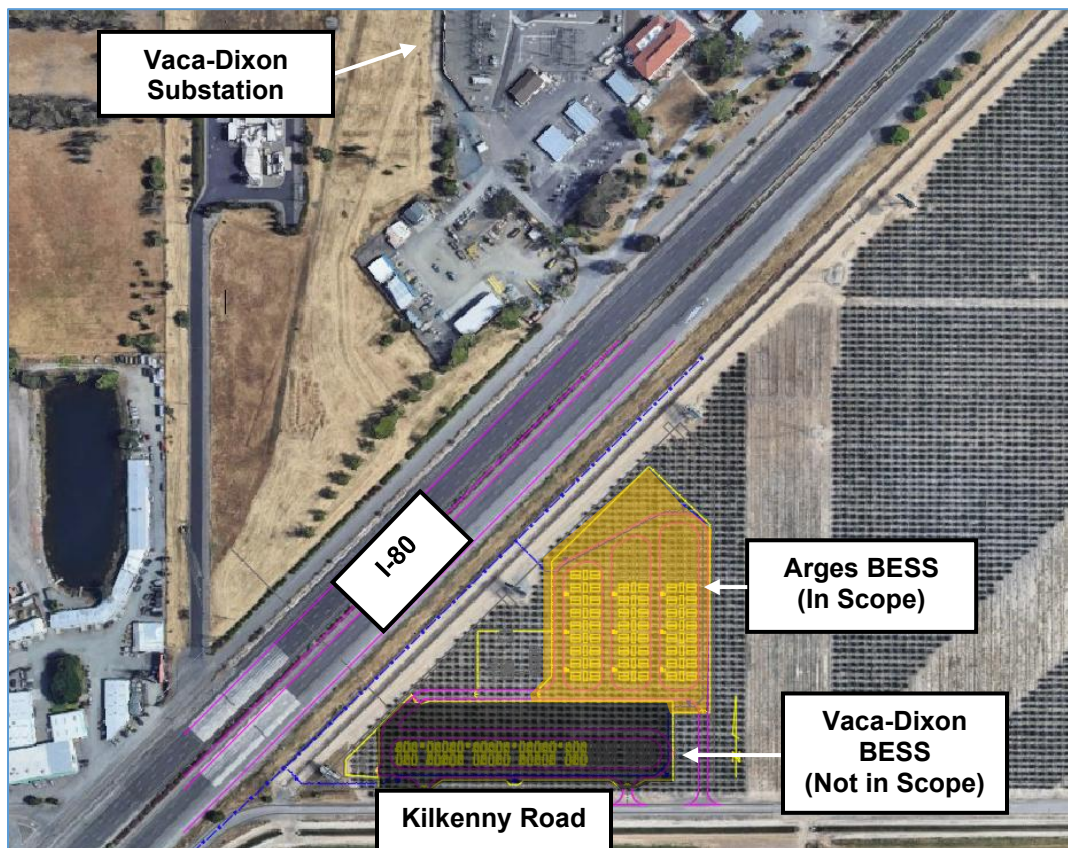 Vaca-Dixon
Substation
I-80
Arges BESS
(In Scope)
Vaca-Dixon
BESS
(Not in Scope)
Kilkenny Road